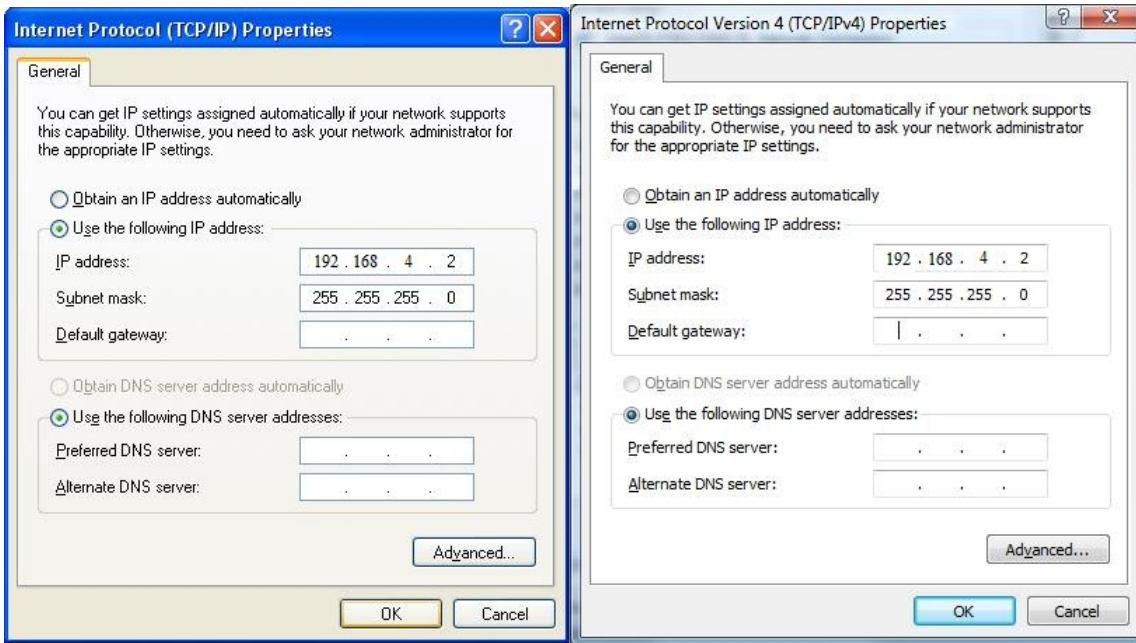 Internet Protocol (TCP/IP) Properties
General
You can get IP settings assigned automatically if your network supports
this capability. Otherwise, you need to ask your network administrator for
the appropriate IP settings.
Obtain an IP address automatically
Use the following IP address:
IP address: 192 . 168 . 4 . 2
Subnet mask: 255 . 255 . 255 . 0
Default gateway: . . .
Obtain DNS server address automatically
Use the following DNS server addresses:
Preferred DNS server: . . .
Alternate DNS server: . . .
Advanced...
OK Cancel
Internet Protocol Version 4 (TCP/IPv4) Properties
General
You can get IP settings assigned automatically if your network supports
this capability. Otherwise, you need to ask your network administrator
for the appropriate IP settings.
Obtain an IP address automatically
Use the following IP address:
IP address: 192 . 168 . 4 . 2
Subnet mask: 255 . 255 . 255 . 0
Default gateway: . . .
Obtain DNS server address automatically
Use the following DNS server addresses:
Preferred DNS server: . . .
Alternate DNS server: . . .
Advanced...
OK Cancel